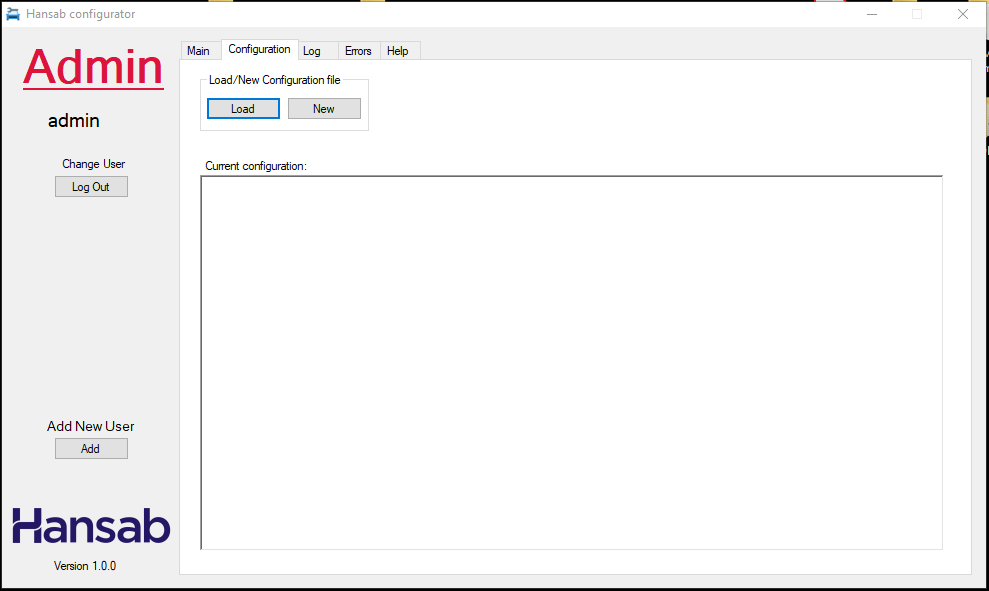 Hansab configurator
Admin
admin
Change User
Log Out
Add New User
Add
Hansab
Version 1.0.0
Main Configuration Log Errors Help
Load/New Configuration file
Load New
Current configuration: